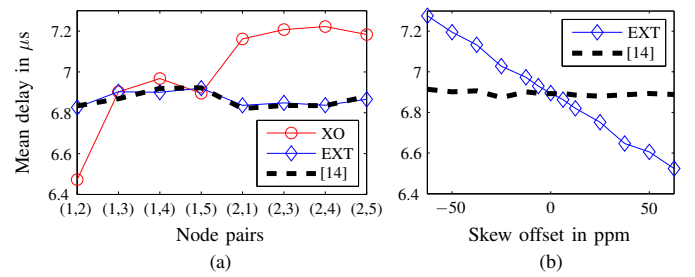 Mean delay in μs
7.2
7
6.8
6.6
6.4
(1,2) (1,3) (1,4) (1,5) (2,1) (2,3) (2,4) (2,5)
Node pairs
XO
EXT
[14]
(a)
7.2
7
6.8
6.6
6.4
−50 0 50
Skew offset in ppm
EXT
[14]
(b)